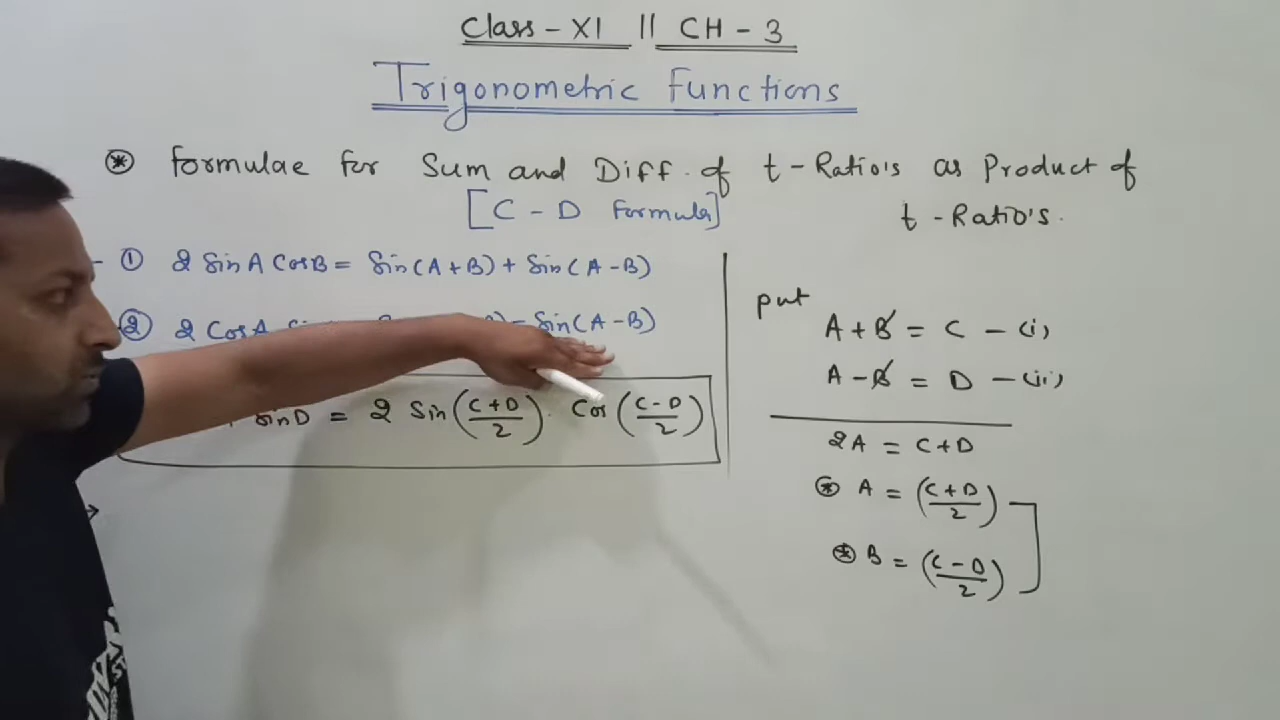 Class - XI || CH - 3
Trigonometric Functions
⊛ Formulae for Sum and Diff. of t - Ratio's as Product of
t - Ratio's.
[C - D Formula]
- ① 2 Sin A Cos B = Sin(A+B) + Sin(A-B)
② 2 Cos A - Sin(A-B)
Sin D = 2 Sin((C+D)/2) . Cos((C-D)/2)
→
put
A + B = C - (i)
A - B = D - (ii)
2A = C+D
⊛ A = ((C+D)/2)
⊛ B = ((C-D)/2)